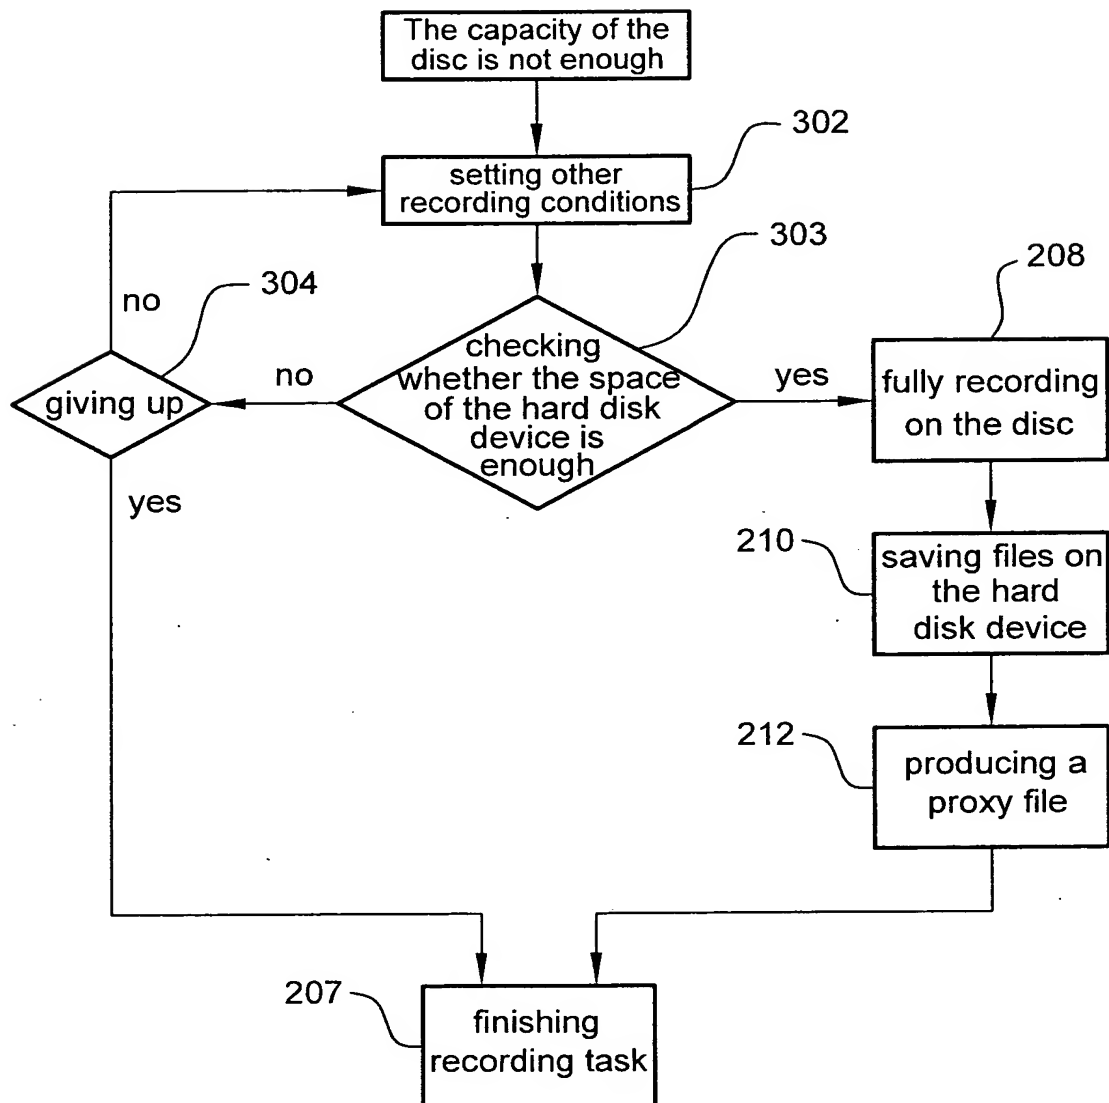 The capacity of the
disc is not enough
302
setting other
recording conditions
303
208
304
no
checking
whether the space
of the hard disk
device is
enough
no
yes
giving up
fully recording
on the disc
yes
210
saving files on
the hard
disk device
212
producing a
proxy file
207
finishing
recording task